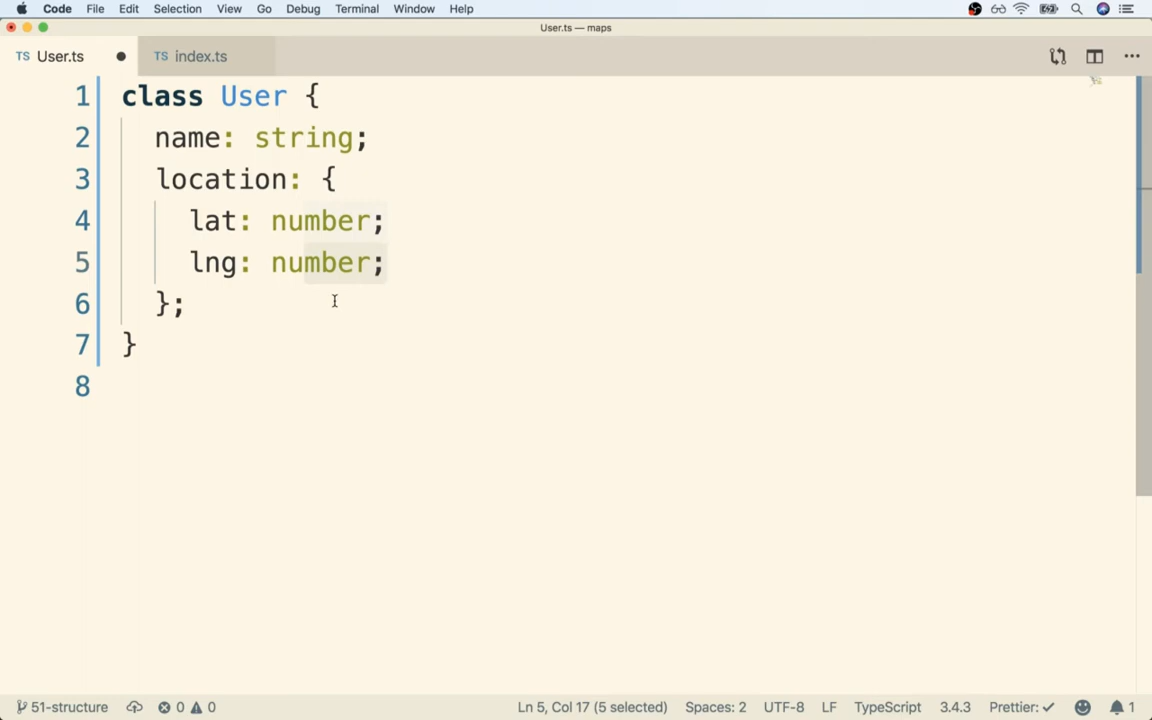 Code File Edit Selection View Go Debug Terminal Window Help
User.ts — maps
TS User.ts TS index.ts
1 class User {
2 name: string;
3 location: {
4 lat: number;
5 lng: number;
6 };
7 }
8
51-structure 0 0 Ln 5, Col 17 (5 selected) Spaces: 2 UTF-8 LF TypeScript 3.4.3 Prettier: ✓ 1